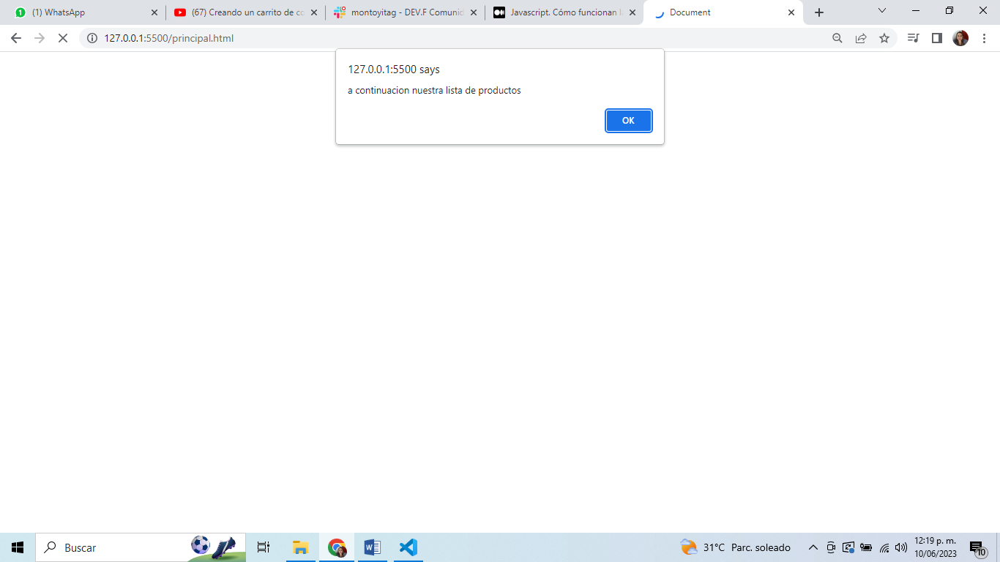 (1) WhatsApp
(67) Creando un carrito de co
montoyitag - DEV.F Comunid
Javascript. Cómo funcionan l
Document
127.0.0.1:5500/principal.html
127.0.0.1:5500 says
a continuacion nuestra lista de productos
OK
Buscar
31°C Parc. soleado
12:19 p. m.
10/06/2023
10